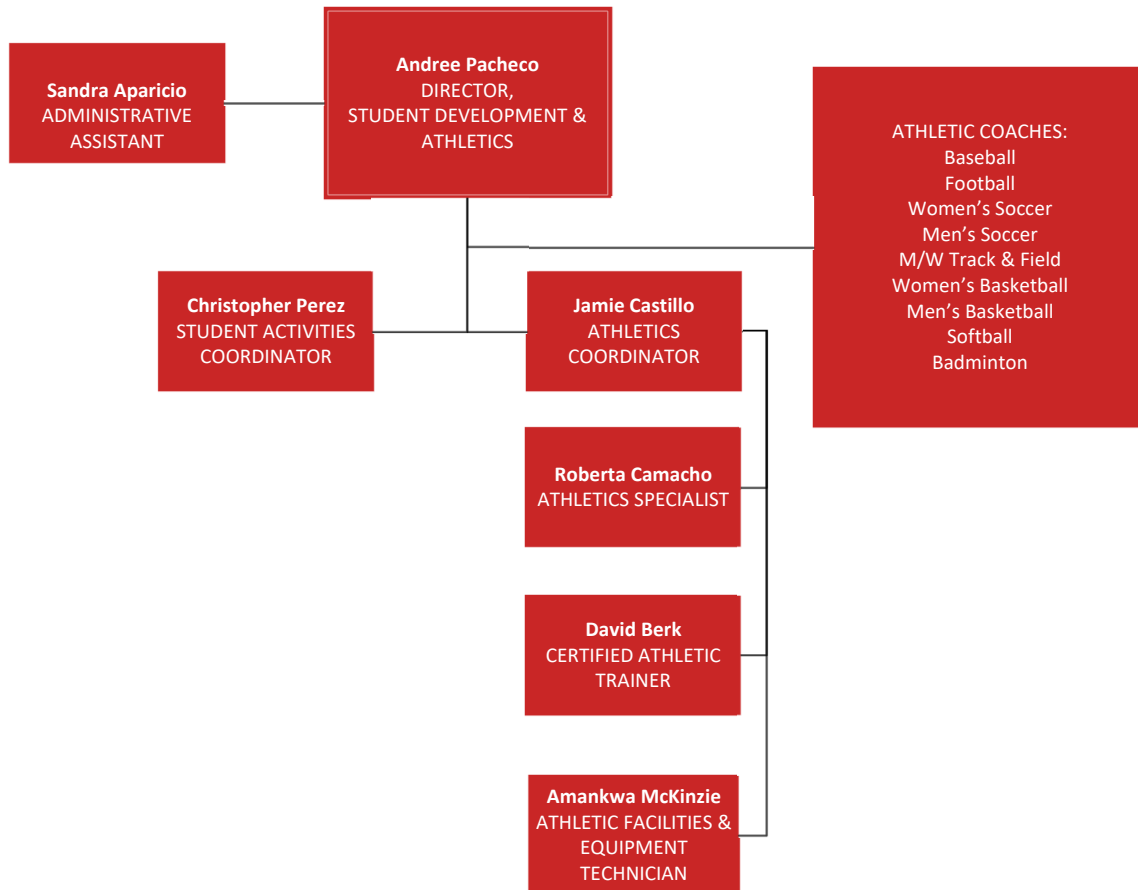 Sandra Aparicio
ADMINISTRATIVE
ASSISTANT
Andree Pacheco
DIRECTOR,
STUDENT DEVELOPMENT &
ATHLETICS
ATHLETIC COACHES:
Baseball
Football
Women’s Soccer
Men’s Soccer
M/W Track & Field
Women’s Basketball
Men’s Basketball
Softball
Badminton
Christopher Perez
STUDENT ACTIVITIES
COORDINATOR
Jamie Castillo
ATHLETICS
COORDINATOR
Roberta Camacho
ATHLETICS SPECIALIST
David Berk
CERTIFIED ATHLETIC
TRAINER
Amankwa McKinzie
ATHLETIC FACILITIES &
EQUIPMENT
TECHNICIAN